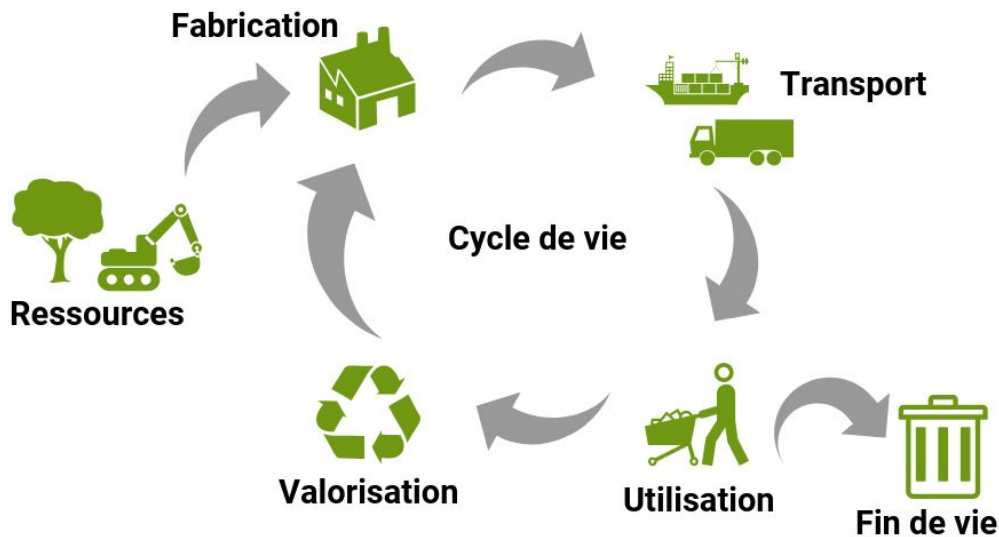 Fabrication
Transport
Cycle de vie
Ressources
Valorisation
Utilisation
Fin de vie